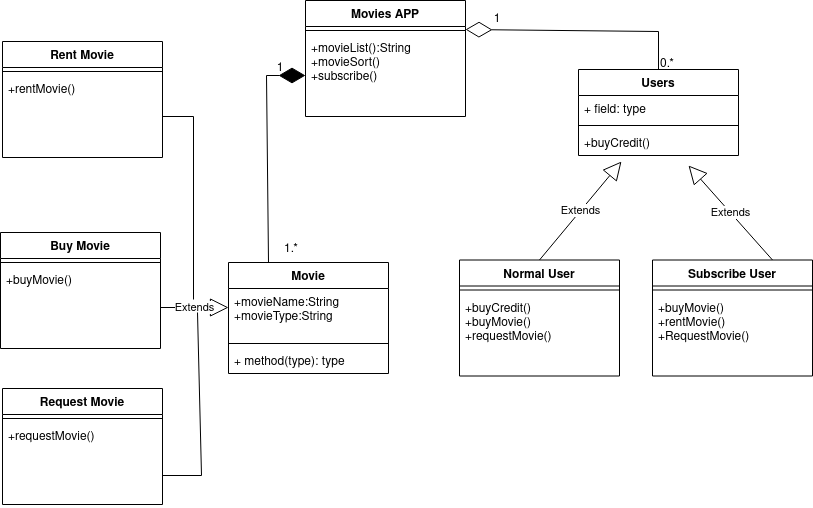 Movies APP
+movieList():String
+movieSort()
+subscribe()
1
0.*
1
1.*
Rent Movie
+rentMovie()
Users
+ field: type
+buyCredit()
Extends
Extends
Buy Movie
+buyMovie()
Extends
Movie
+movieName:String
+movieType:String
+ method(type): type
Normal User
+buyCredit()
+buyMovie()
+requestMovie()
Subscribe User
+buyMovie()
+rentMovie()
+RequestMovie()
Request Movie
+requestMovie()